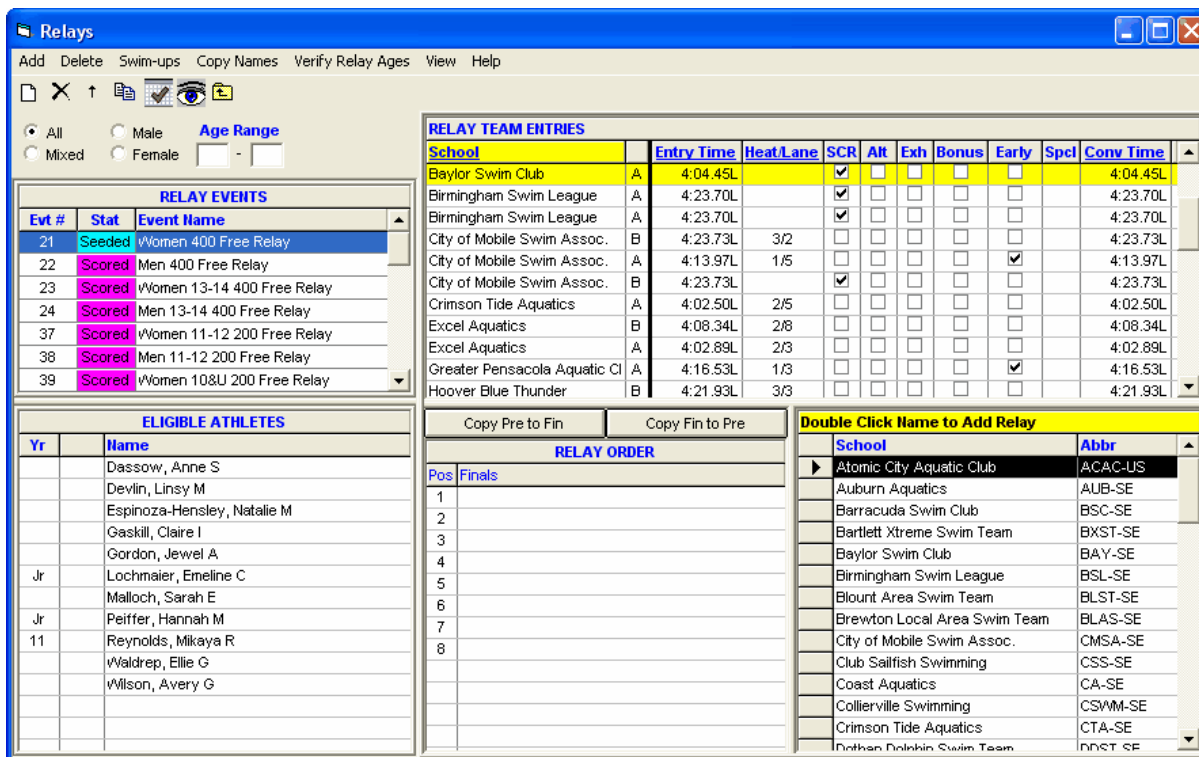 Relays
Add Delete Swim-ups Copy Names Verify Relay Ages View Help
All Male Age Range
Mixed Female -
RELAY EVENTS
Evt # Stat Event Name
21 Seeded Women 400 Free Relay
22 Scored Men 400 Free Relay
23 Scored Women 13-14 400 Free Relay
24 Scored Men 13-14 400 Free Relay
37 Scored Women 11-12 200 Free Relay
38 Scored Men 11-12 200 Free Relay
39 Scored Women 10&U 200 Free Relay
RELAY TEAM ENTRIES
School Entry Time Heat/Lane SCR Alt Exh Bonus Early Spcl Conv Time
Baylor Swim Club A 4:04.45L 4:04.45L
Birmingham Swim League A 4:23.70L 4:23.70L
Birmingham Swim League A 4:23.70L 4:23.70L
City of Mobile Swim Assoc. B 4:23.73L 3/2 4:23.73L
City of Mobile Swim Assoc. A 4:13.97L 1/5 4:13.97L
City of Mobile Swim Assoc. B 4:23.73L 4:23.73L
Crimson Tide Aquatics A 4:02.50L 2/5 4:02.50L
Excel Aquatics B 4:08.34L 2/8 4:08.34L
Excel Aquatics A 4:02.89L 2/3 4:02.89L
Greater Pensacola Aquatic Cl A 4:16.53L 1/3 4:16.53L
Hoover Blue Thunder B 4:21.93L 3/3 4:21.93L
ELIGIBLE ATHLETES
Yr Name
Dassow, Anne S
Devlin, Linsy M
Espinoza-Hensley, Natalie M
Gaskill, Claire I
Gordon, Jewel A
Jr Lochmaier, Emeline C
Malloch, Sarah E
Jr Peiffer, Hannah M
11 Reynolds, Mikaya R
Waldrep, Ellie G
Wilson, Avery G
Copy Pre to Fin Copy Fin to Pre
RELAY ORDER
Pos Finals
1
2
3
4
5
6
7
8
Double Click Name to Add Relay
School Abbr
Atomic City Aquatic Club ACAC-US
Auburn Aquatics AUB-SE
Barracuda Swim Club BSC-SE
Bartlett Xtreme Swim Team BXST-SE
Baylor Swim Club BAY-SE
Birmingham Swim League BSL-SE
Blount Area Swim Team BLST-SE
Brewton Local Area Swim Team BLAS-SE
City of Mobile Swim Assoc. CMSA-SE
Club Sailfish Swimming CSS-SE
Coast Aquatics CA-SE
Collierville Swimming CSWM-SE
Crimson Tide Aquatics CTA-SE
Dothan Dolphin Swim Team DDST-SE